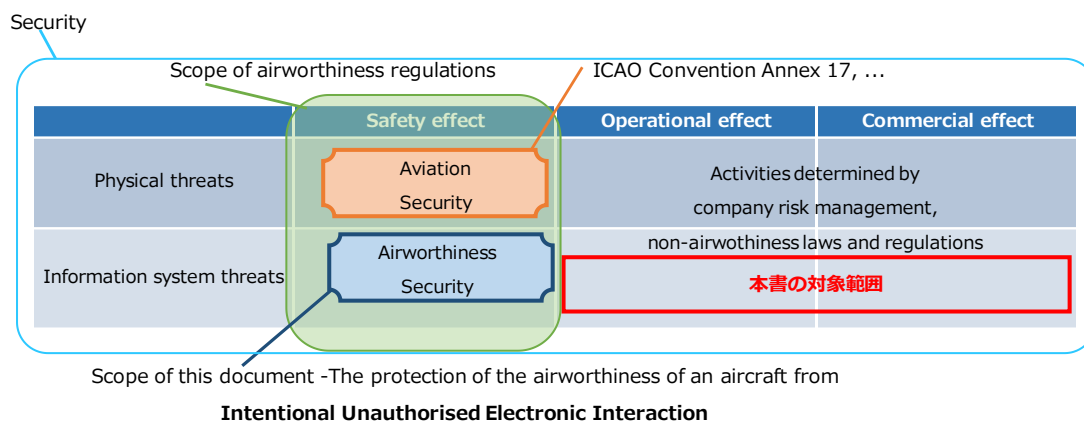 Security
Scope of airworthiness regulations
ICAO Convention Annex 17, ...
Safety effect
Operational effect
Commercial effect
Physical threats
Aviation
Security
Activities determined by
company risk management,
non-airwothiness laws and regulations
Information system threats
Airworthiness
Security
本書の対象範囲
Scope of this document -The protection of the airworthiness of an aircraft from
Intentional Unauthorised Electronic Interaction